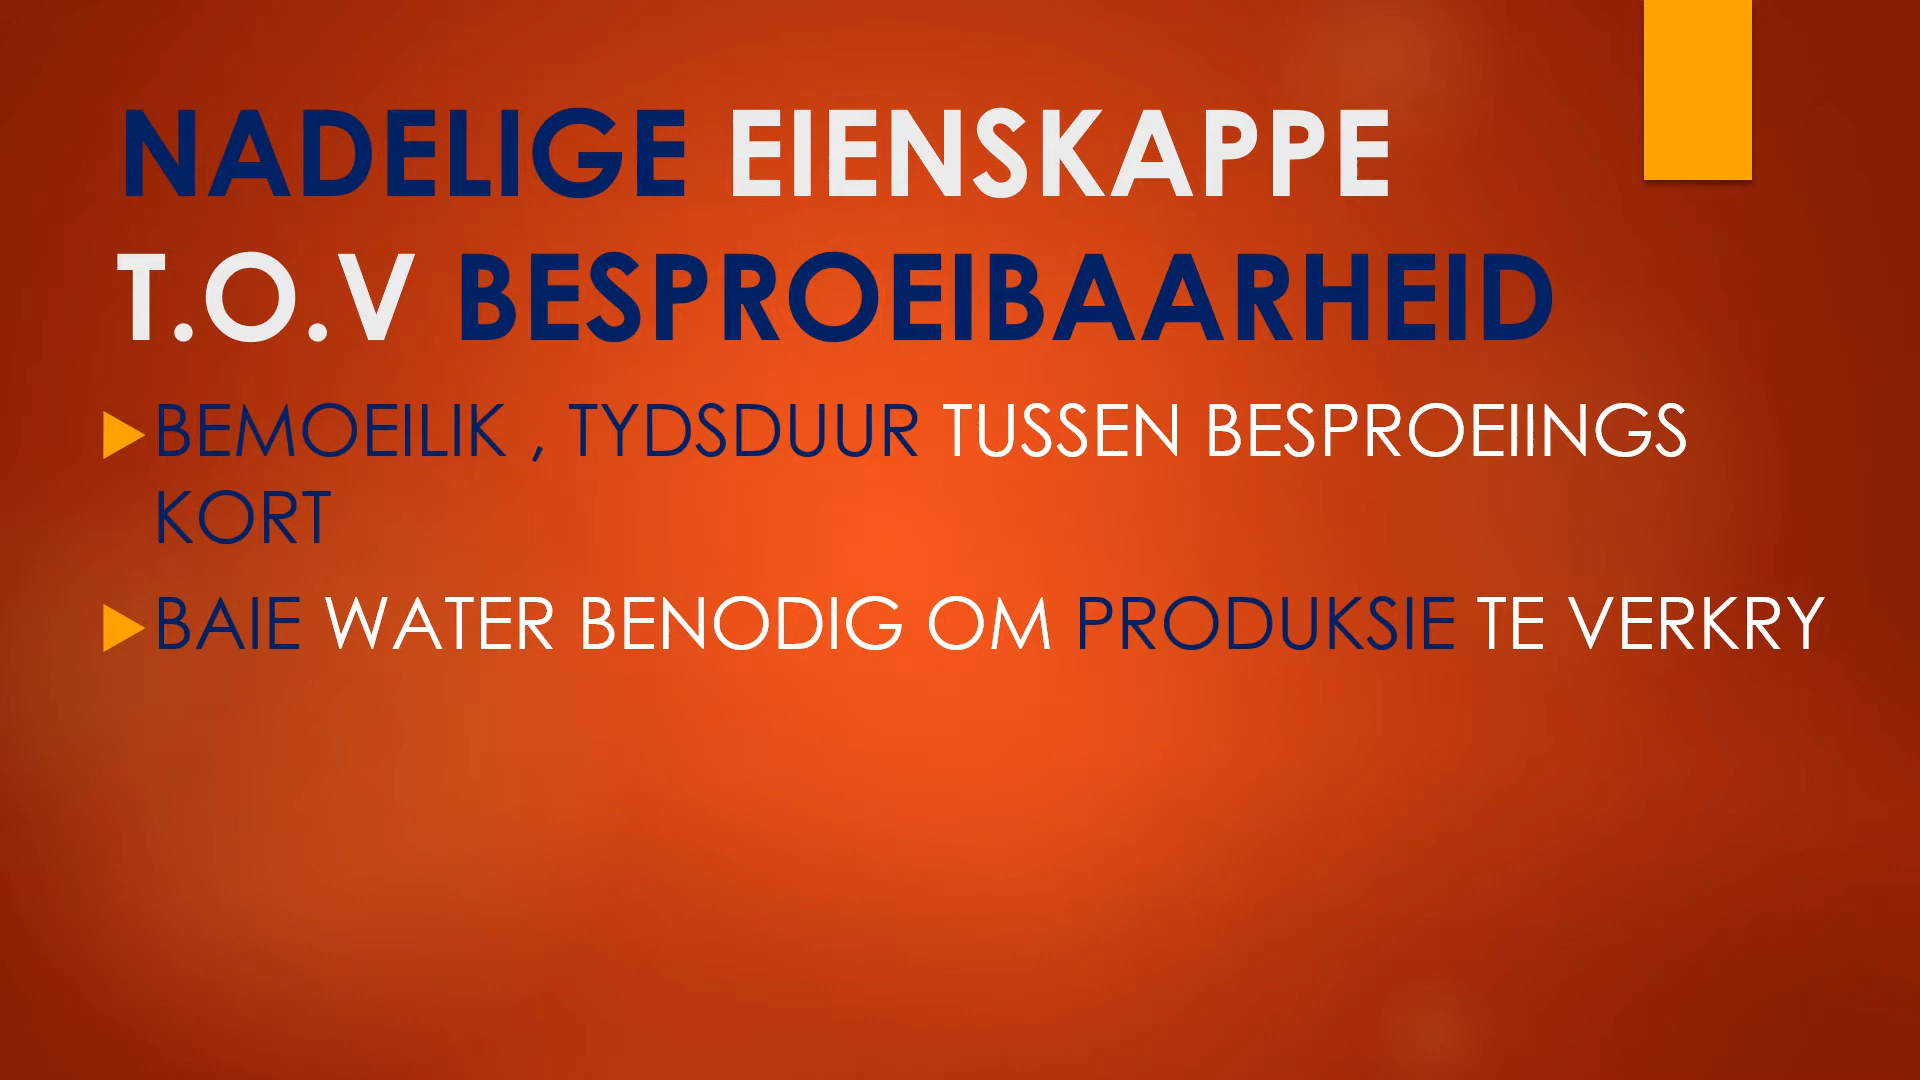 NADELIGE EIENSKAPPE
T.O.V BESPROEIBAARHEID
BEMOEILIK , TYDSDUUR TUSSEN BESPROEIINGS
KORT
BAIE WATER BENODIG OM PRODUKSIE TE VERKRY